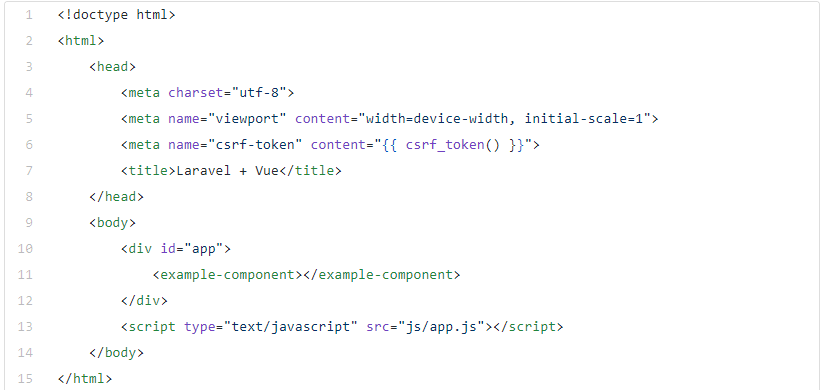 1 <!doctype html>
2 <html>
3     <head>
4         <meta charset="utf-8">
5         <meta name="viewport" content="width=device-width, initial-scale=1">
6         <meta name="csrf-token" content="{{ csrf_token() }}">
7         <title>Laravel + Vue</title>
8     </head>
9     <body>
10         <div id="app">
11             <example-component></example-component>
12         </div>
13         <script type="text/javascript" src="js/app.js"></script>
14     </body>
15 </html>